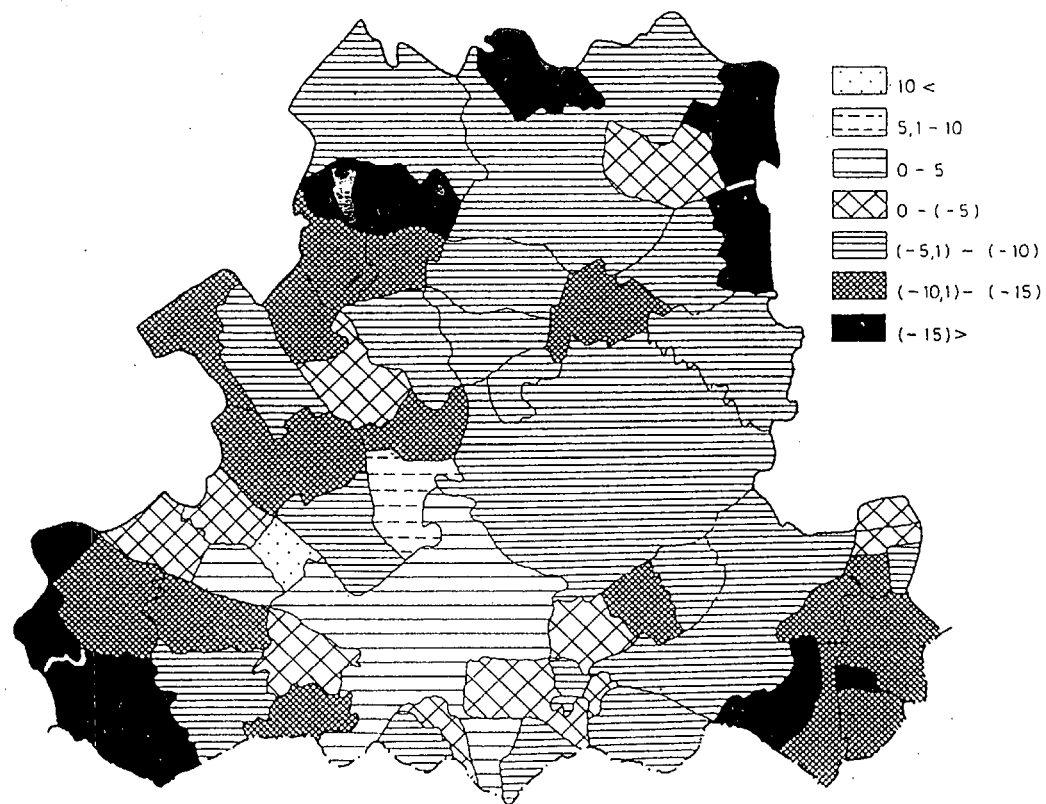 10 <
5,1 - 10
0 - 5
0 - (-5)
(-5,1) - (-10)
(-10,1) - (-15)
(-15) >